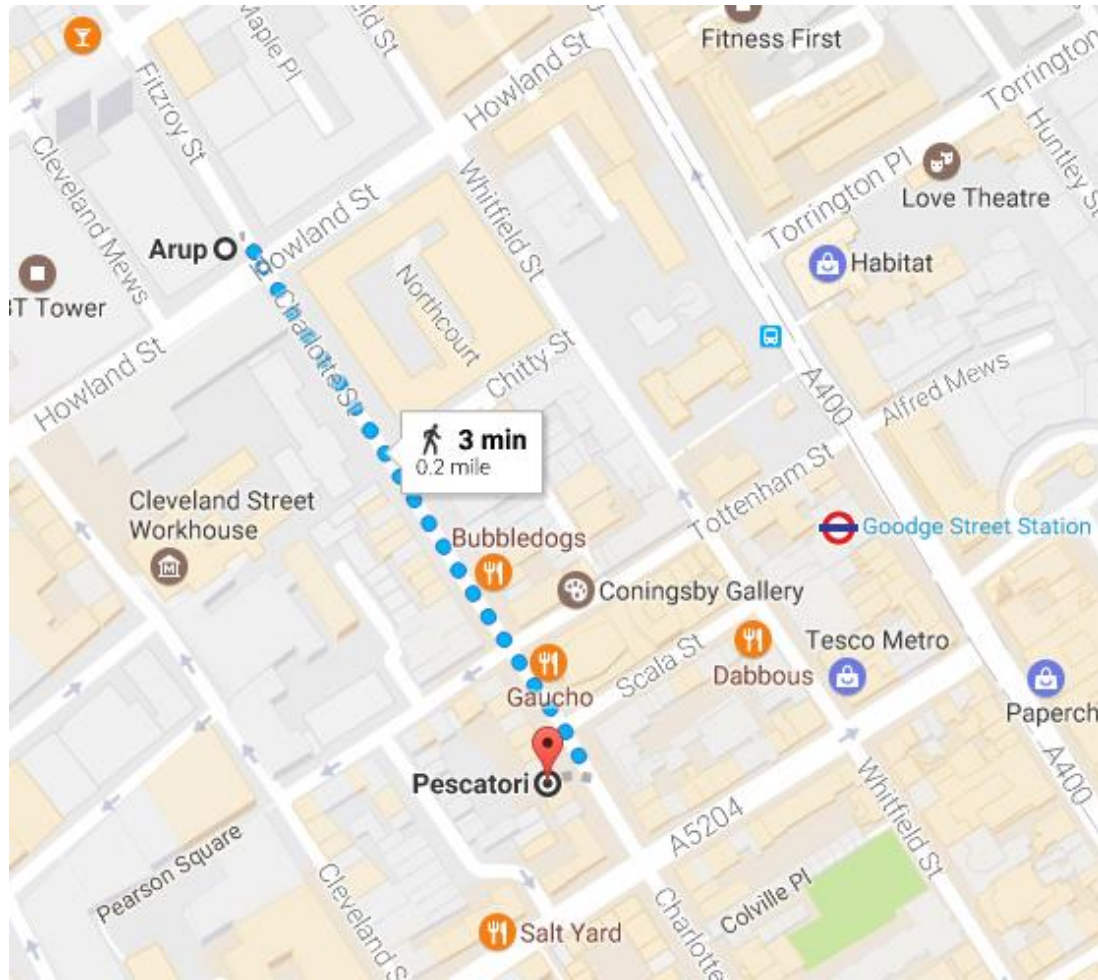 Fitness First
Maple Pl
Howland St
Torrington
Fitzroy St
Cleveland Mews
Whitfield St
Huntley St
Love Theatre
Torrington Pl
Howland St
Arup
Howland St
Habitat
BT Tower
Northcourt
Charlotte St
Chitty St
A400
Alfred Mews
Howland St
3 min
0.2 mile
Tottenham St
Cleveland Street
Workhouse
Goodge Street Station
Bubbledogs
Coningsby Gallery
Scala St
Tesco Metro
Dabbous
Gaucho
Paperch
Pescatori
A400
A5204
Whitfield St
Pearson Square
Cleveland S
Colville Pl
Charlotte
Salt Yard